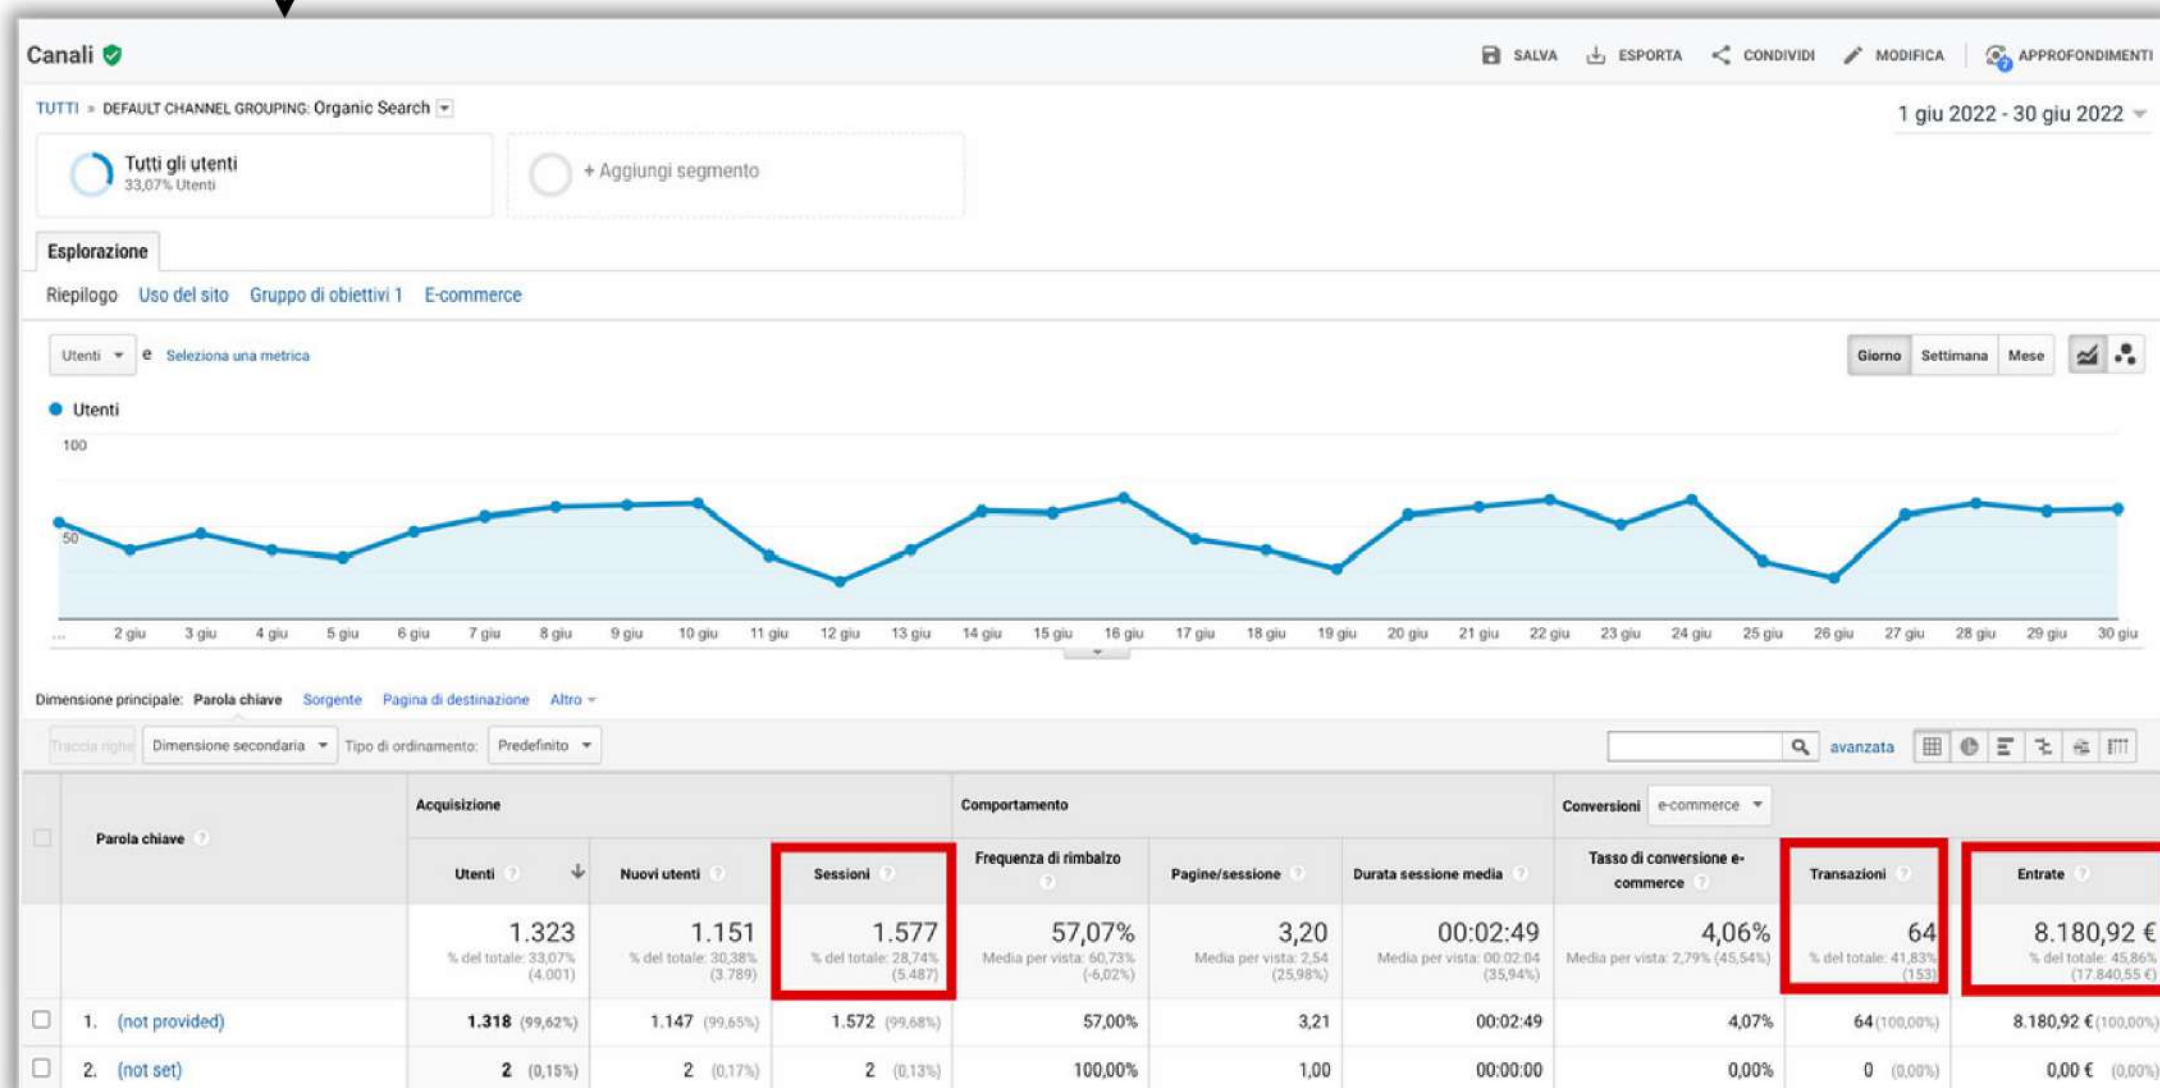 Canali
SALVA ESPORTA CONDIVIDI MODIFICA APPROFONDIMENTI
TUTTI » DEFAULT CHANNEL GROUPING: Organic Search
1 giu 2022 - 30 giu 2022
Tutti gli utenti
33,07% Utenti
+ Aggiungi segmento
Esplorazione
Riepilogo Uso del sito Gruppo di obiettivi 1 E-commerce
Utenti e Seleziona una metrica
Giorno Settimana Mese
Utenti
100
50
... 2 giu 3 giu 4 giu 5 giu 6 giu 7 giu 8 giu 9 giu 10 giu 11 giu 12 giu 13 giu 14 giu 15 giu 16 giu 17 giu 18 giu 19 giu 20 giu 21 giu 22 giu 23 giu 24 giu 25 giu 26 giu 27 giu 28 giu 29 giu 30 giu
Dimensione principale: Parola chiave Sorgente Pagina di destinazione Altro
Traccia righe Dimensione secondaria Tipo di ordinamento: Predefinito
avanzata
Acquisizione Comportamento Conversioni e-commerce
Parola chiave
Utenti Nuovi utenti Sessioni Frequenza di rimbalzo Pagine/sessione Durata sessione media Tasso di conversione e-
commerce Transazioni Entrate
1.323 1.151 1.577 57,07% 3,20 00:02:49 4,06% 64 8.180,92 €
% del totale: 33,07% % del totale: 30,38% % del totale: 28,74% Media per vista: 60,73% Media per vista: 2,54 Media per vista: 00:02:04 Media per vista: 2,79% (45,54%) % del totale: 41,83% % del totale: 45,86%
(4.001) (3.789) (5.487) (-6,02%) (25,98%) (35,94%) (153) (17.840,55 €)
1. (not provided) 1.318 (99,62%) 1.147 (99,65%) 1.572 (99,68%) 57,00% 3,21 00:02:49 4,07% 64 (100,00%) 8.180,92 € (100,00%)
2. (not set) 2 (0,15%) 2 (0,17%) 2 (0,13%) 100,00% 1,00 00:00:00 0,00% 0 (0,00%) 0,00 € (0,00%)